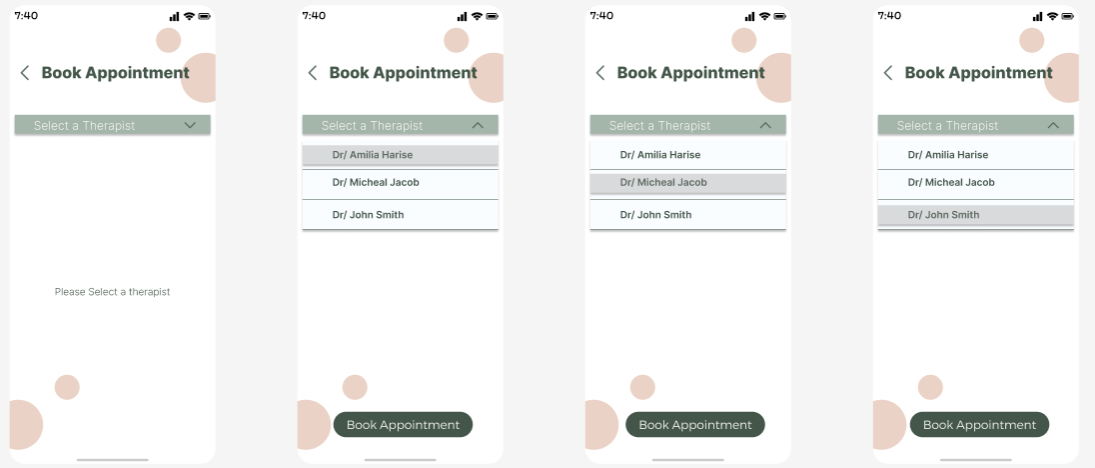 7:40
Book Appointment
Select a Therapist
Please Select a therapist
7:40
Book Appointment
Select a Therapist
Dr/ Amilia Harise
Dr/ Micheal Jacob
Dr/ John Smith
Book Appointment
7:40
Book Appointment
Select a Therapist
Dr/ Amilia Harise
Dr/ Micheal Jacob
Dr/ John Smith
Book Appointment
7:40
Book Appointment
Select a Therapist
Dr/ Amilia Harise
Dr/ Micheal Jacob
Dr/ John Smith
Book Appointment